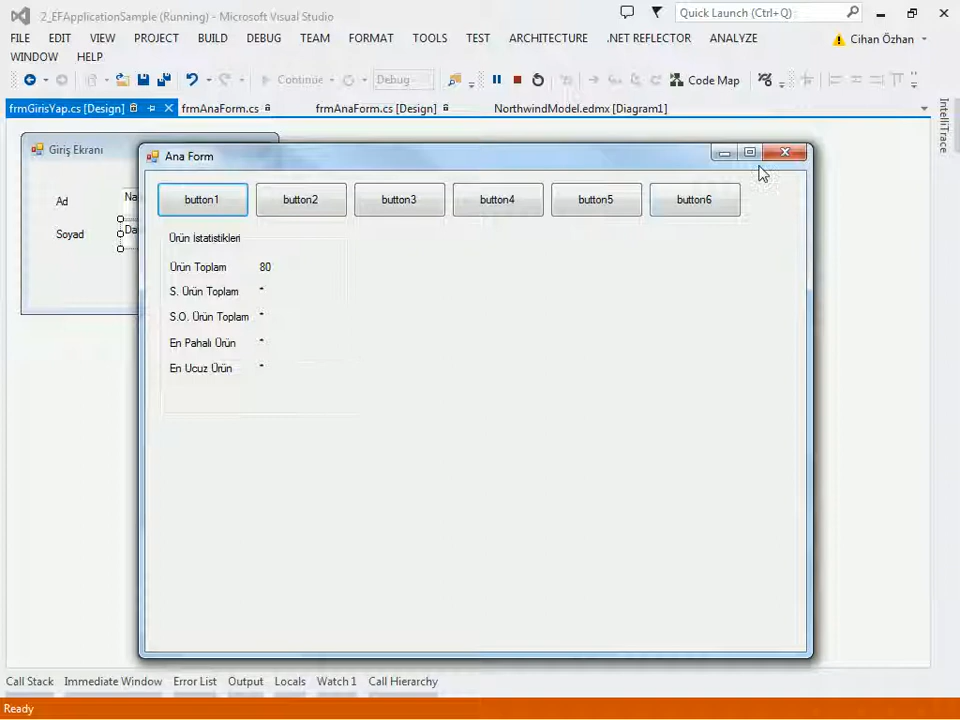 2_EFApplicationSample (Running) - Microsoft Visual Studio
Quick Launch (Ctrl+Q)
FILE EDIT VIEW PROJECT BUILD DEBUG TEAM FORMAT TOOLS TEST ARCHITECTURE .NET REFLECTOR ANALYZE
Cihan Özhan
WINDOW HELP
Continue Debug Code Map
frmGirisYap.cs [Design] frmAnaForm.cs frmAnaForm.cs [Design] NorthwindModel.edmx [Diagram1]
IntelliTrace
Giriş Ekranı
Ad Na
Soyad Da
Ana Form
button1 button2 button3 button4 button5 button6
Ürün İstatistikleri
Ürün Toplam 80
S. Ürün Toplam *
S.O. Ürün Toplam *
En Pahalı Ürün *
En Ucuz Ürün *
Call Stack Immediate Window Error List Output Locals Watch 1 Call Hierarchy
Ready